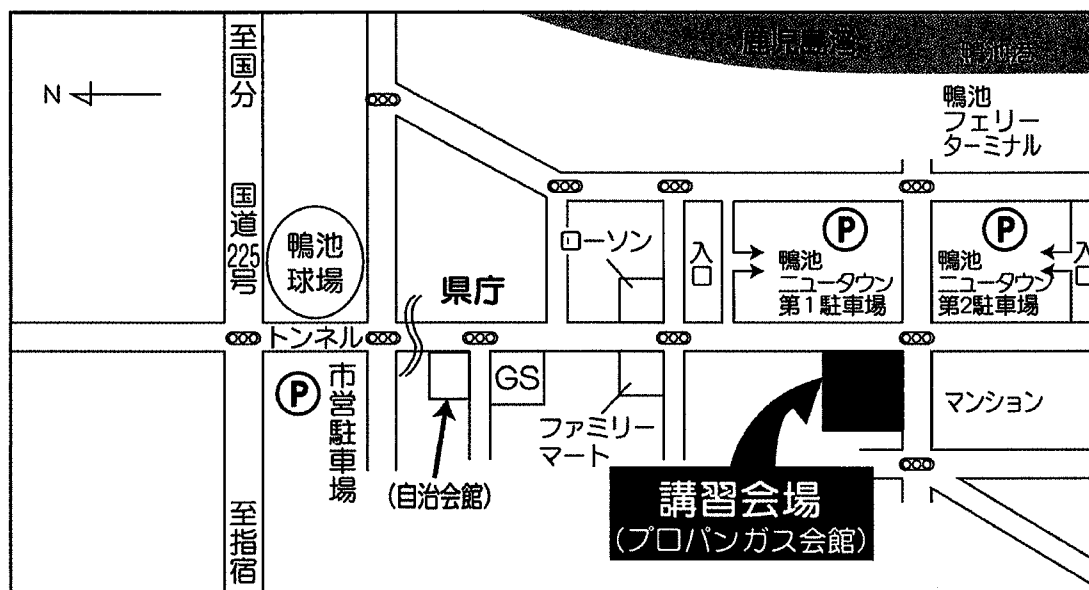 鹿児島湾
鴨池港
至国分
N
鴨池
フェリー
ターミナル
国道225号
鴨池
球場
ローソン
入口
P
鴨池
ニュータウン
第1駐車場
P
鴨池
ニュータウン
第2駐車場
入口
県庁
トンネル
P
市営駐車場
GS
ファミリー
マート
マンション
(自治会館)
講習会場
(プロパンガス会館)
至指宿